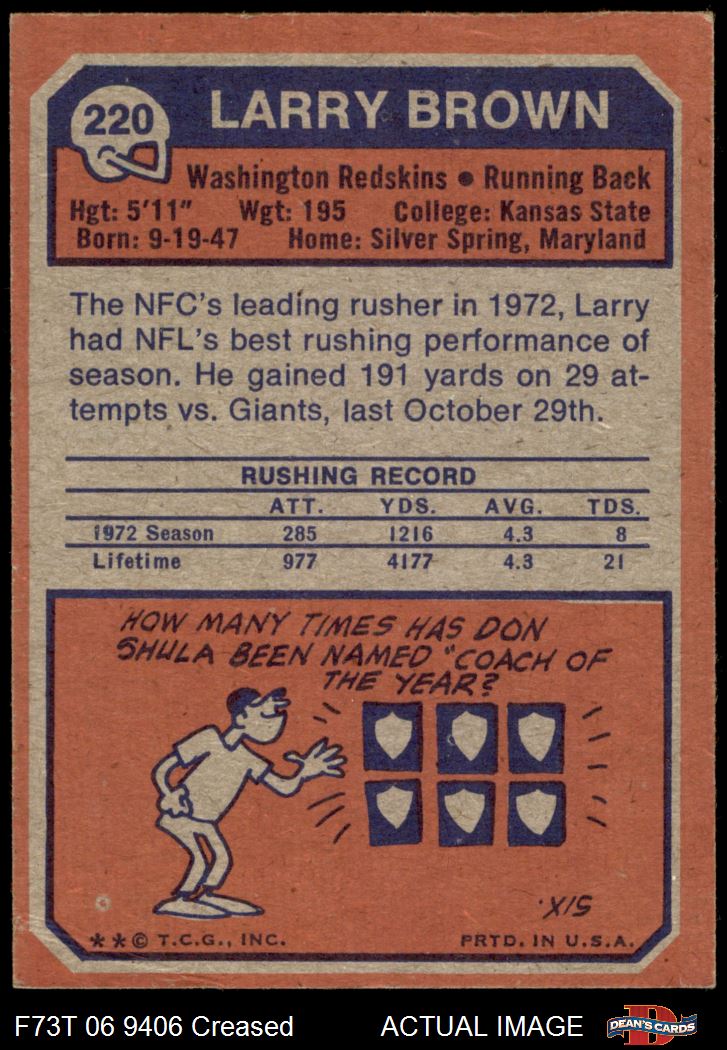 220
LARRY BROWN
Washington Redskins • Running Back
Hgt: 5'11" Wgt: 195 College: Kansas State
Born: 9-19-47 Home: Silver Spring, Maryland
The NFC's leading rusher in 1972, Larry
had NFL's best rushing performance of
season. He gained 191 yards on 29 at-
tempts vs. Giants, last October 29th.
RUSHING RECORD
ATT. YDS. AVG. TDS.
1972 Season 285 1216 4.3 8
Lifetime 977 4177 4.3 21
HOW MANY TIMES HAS DON
SHULA BEEN NAMED "COACH OF
THE YEAR?
SIX.
**© T.C.G., INC. PRTD. IN U.S.A.
F73T 06 9406 Creased ACTUAL IMAGE
D
DEAN'S CARDS